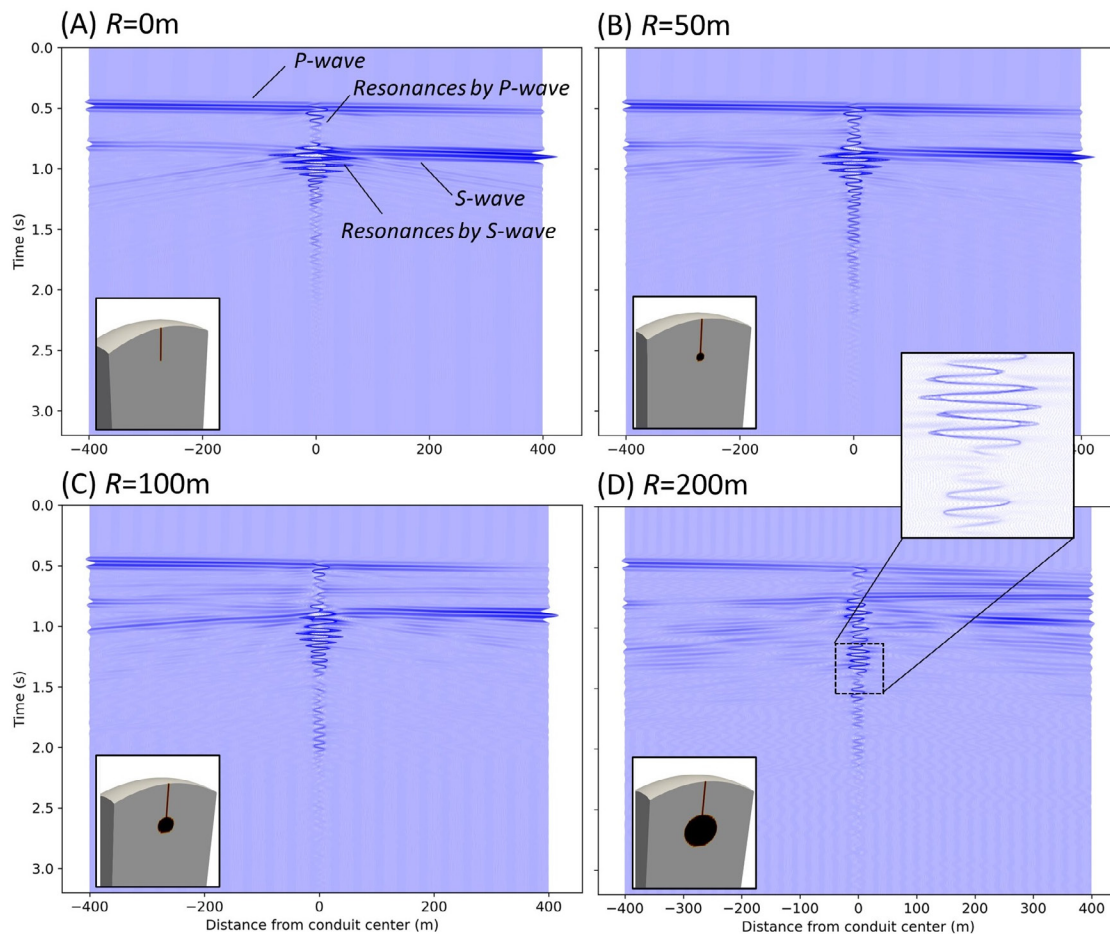 (A) R=0m
(B) R=50m
0.0
0.5
1.0
1.5
2.0
2.5
3.0
Time (s)
P-wave
Resonances by P-wave
S-wave
Resonances by S-wave
−400 −200 0 200 400
−400 −200 0 200 400
(C) R=100m
(D) R=200m
0.0
0.5
1.0
1.5
2.0
2.5
3.0
Time (s)
−400 −200 0 200 400
Distance from conduit center (m)
−400 −300 −200 −100 0 100 200 300 400
Distance from conduit center (m)